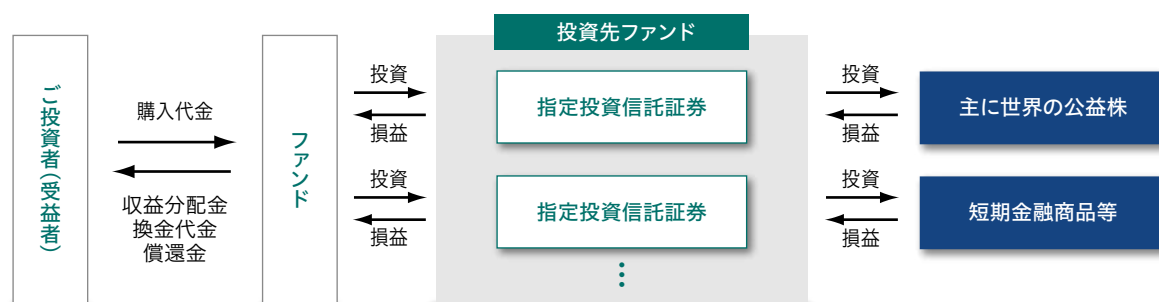 ご投資者(受益者)
購入代金
収益分配金
換金代金
償還金
ファンド
投資
損益
投資
損益
投資先ファンド
指定投資信託証券
指定投資信託証券
⋮
投資
損益
投資
損益
主に世界の公益株
短期金融商品等